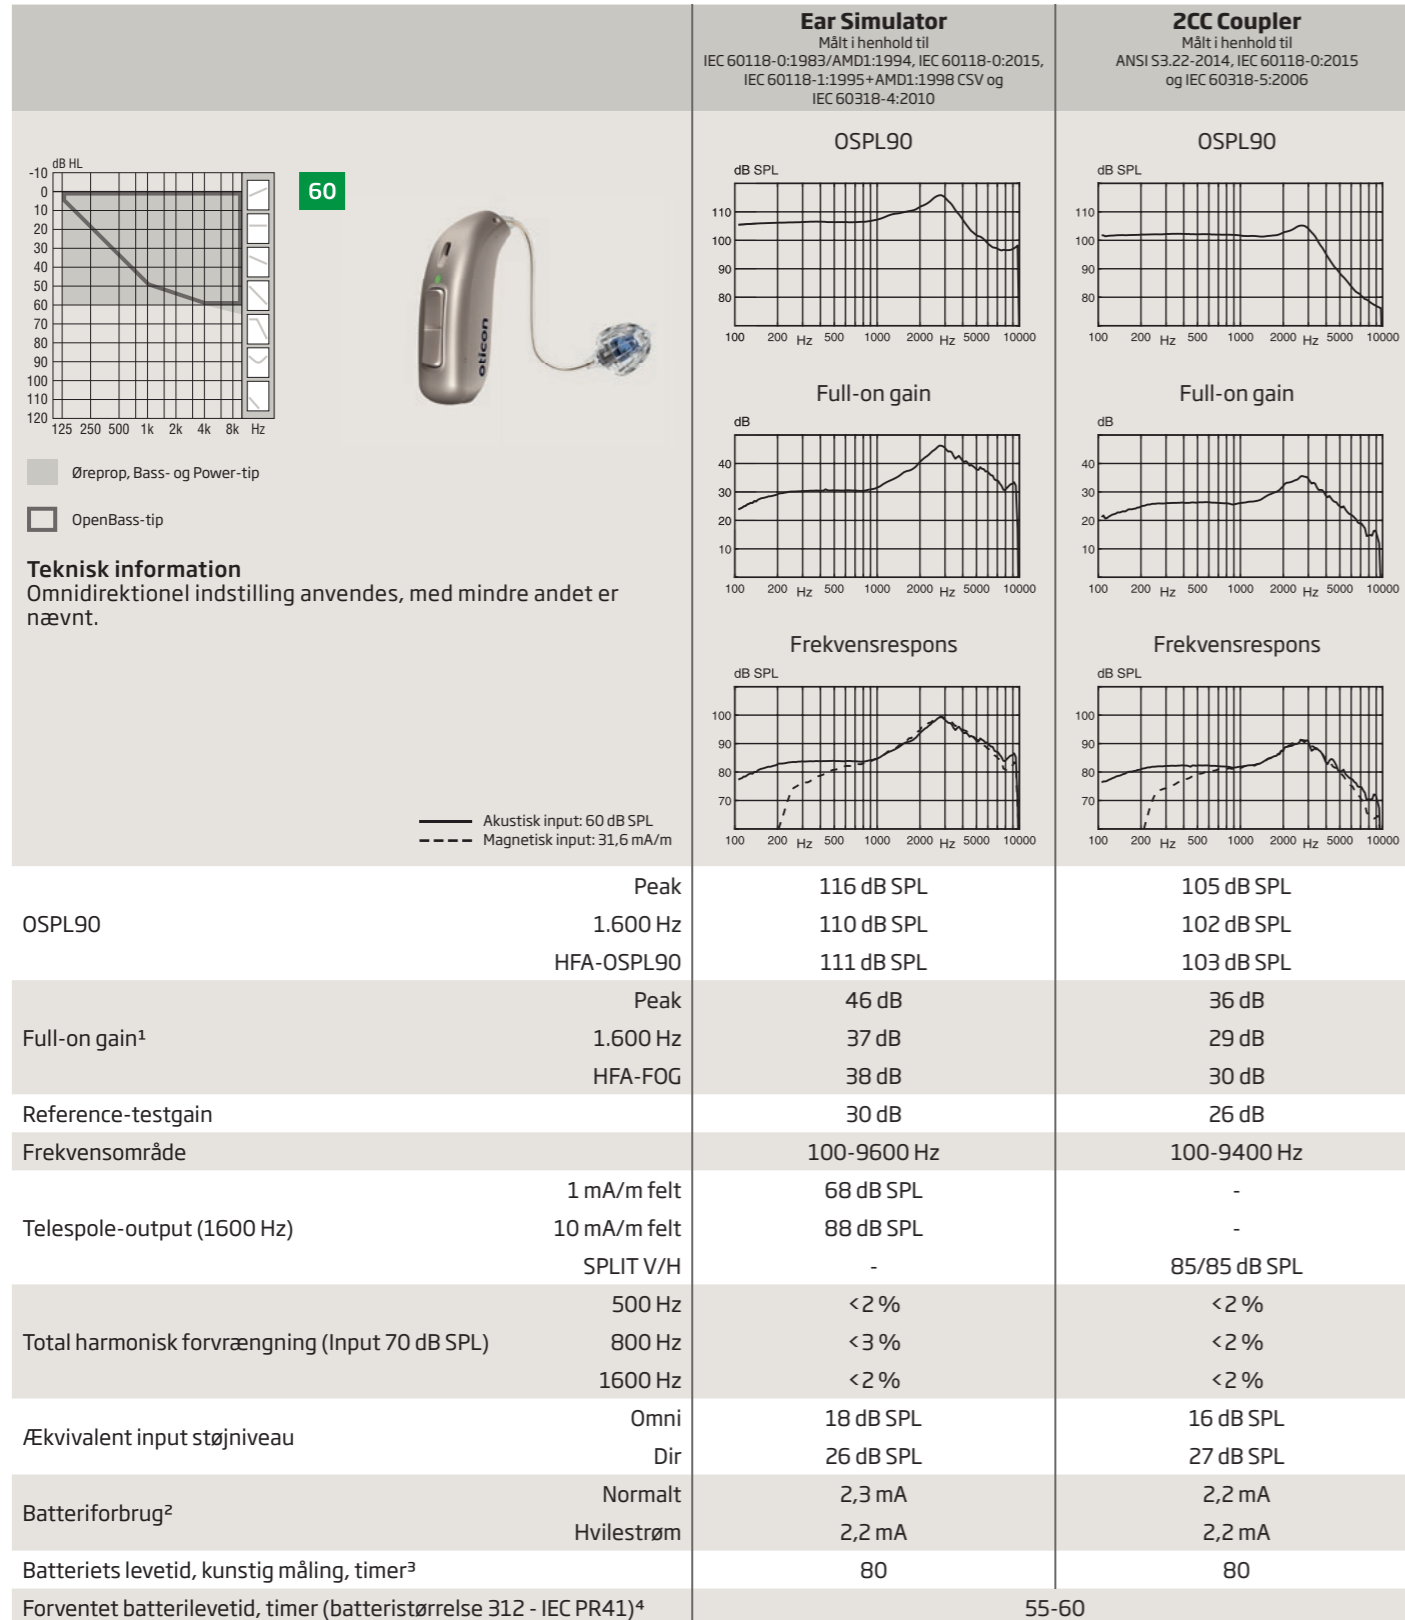 Ear Simulator
Målt i henhold til
IEC 60118-0:1983/AMD1:1994, IEC 60118-0:2015,
IEC 60118-1:1995+AMD1:1998 CSV og
IEC 60318-4:2010
2CC Coupler
Målt i henhold til
ANSI S3.22-2014, IEC 60118-0:2015
og IEC 60318-5:2006
dB HL
-10
0
10
20
30
40
50
60
70
80
90
100
110
120
125 250 500 1k 2k 4k 8k Hz
60
oticon
Øreprop, Bass- og Power-tip
OpenBass-tip
Teknisk information
Omnidirektionel indstilling anvendes, med mindre andet er
nævnt.
Akustisk input: 60 dB SPL
Magnetisk input: 31,6 mA/m
OSPL90
dB SPL
110
100
90
80
100 200 Hz 500 1000 2000 Hz 5000 10000
OSPL90
dB SPL
110
100
90
80
100 200 Hz 500 1000 2000 Hz 5000 10000
Full-on gain
dB
40
30
20
10
100 200 Hz 500 1000 2000 Hz 5000 10000
Full-on gain
dB
40
30
20
10
100 200 Hz 500 1000 2000 Hz 5000 10000
Frekvensrespons
dB SPL
100
90
80
70
100 200 Hz 500 1000 2000 Hz 5000 10000
Frekvensrespons
dB SPL
100
90
80
70
100 200 Hz 500 1000 2000 Hz 5000 10000
OSPL90
Peak 116 dB SPL 105 dB SPL
1.600 Hz 110 dB SPL 102 dB SPL
HFA-OSPL90 111 dB SPL 103 dB SPL
Full-on gain¹
Peak 46 dB 36 dB
1.600 Hz 37 dB 29 dB
HFA-FOG 38 dB 30 dB
Reference-testgain 30 dB 26 dB
Frekvensområde 100-9600 Hz 100-9400 Hz
Telespole-output (1600 Hz)
1 mA/m felt 68 dB SPL -
10 mA/m felt 88 dB SPL -
SPLIT V/H - 85/85 dB SPL
Total harmonisk forvrængning (Input 70 dB SPL)
500 Hz <2 % <2 %
800 Hz <3 % <2 %
1600 Hz <2 % <2 %
Ækvivalent input støjniveau
Omni 18 dB SPL 16 dB SPL
Dir 26 dB SPL 27 dB SPL
Batteriforbrug²
Normalt 2,3 mA 2,2 mA
Hvilestrøm 2,2 mA 2,2 mA
Batteriets levetid, kunstig måling, timer³ 80 80
Forventet batterilevetid, timer (batteristørrelse 312 - IEC PR41)⁴ 55-60